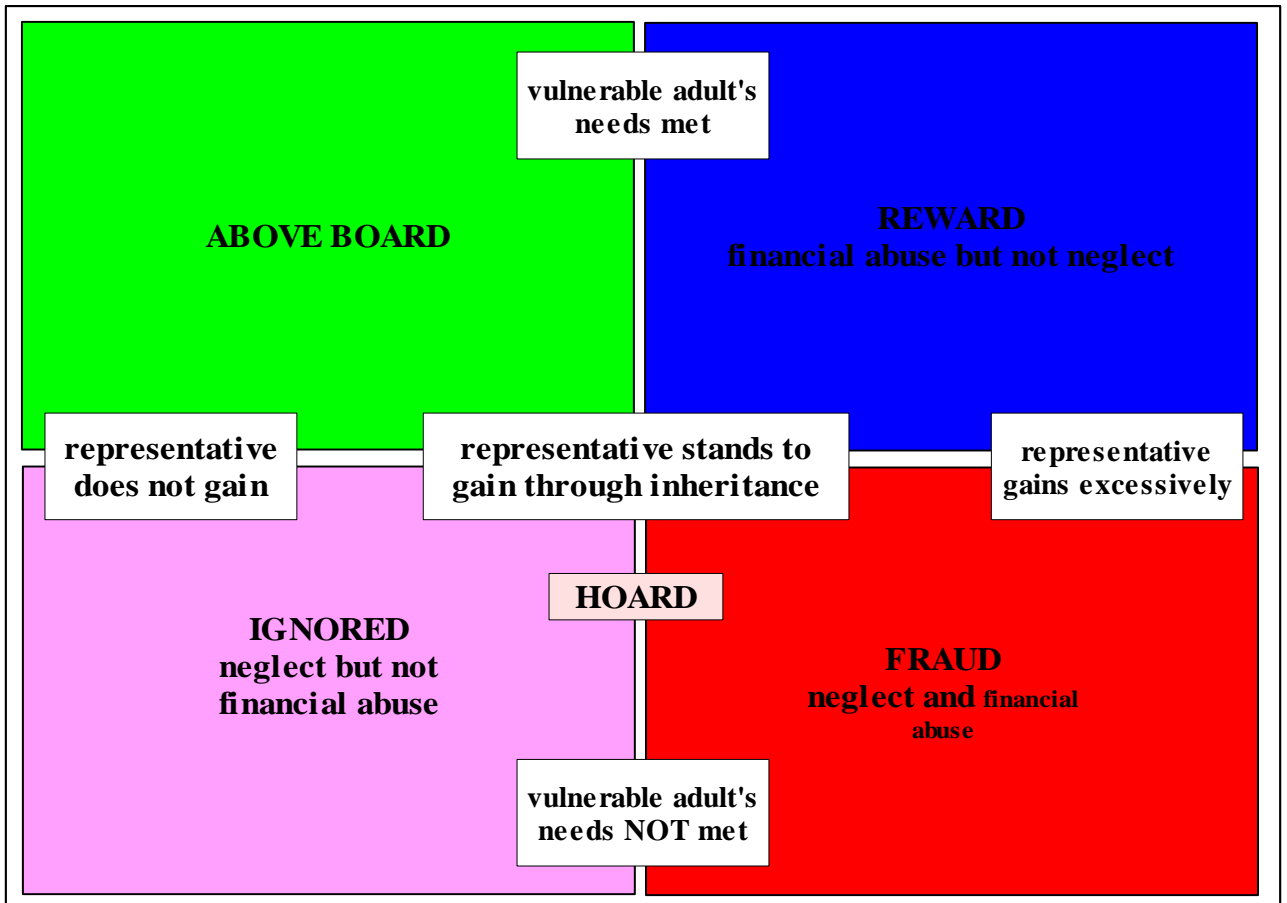 vulnerable adult's
needs met
ABOVE BOARD
REWARD
financial abuse but not neglect
representative
does not gain
representative stands to
gain through inheritance
representative
gains excessively
HOARD
IGNORED
neglect but not
financial abuse
FRAUD
neglect and financial
abuse
vulnerable adult's
needs NOT met